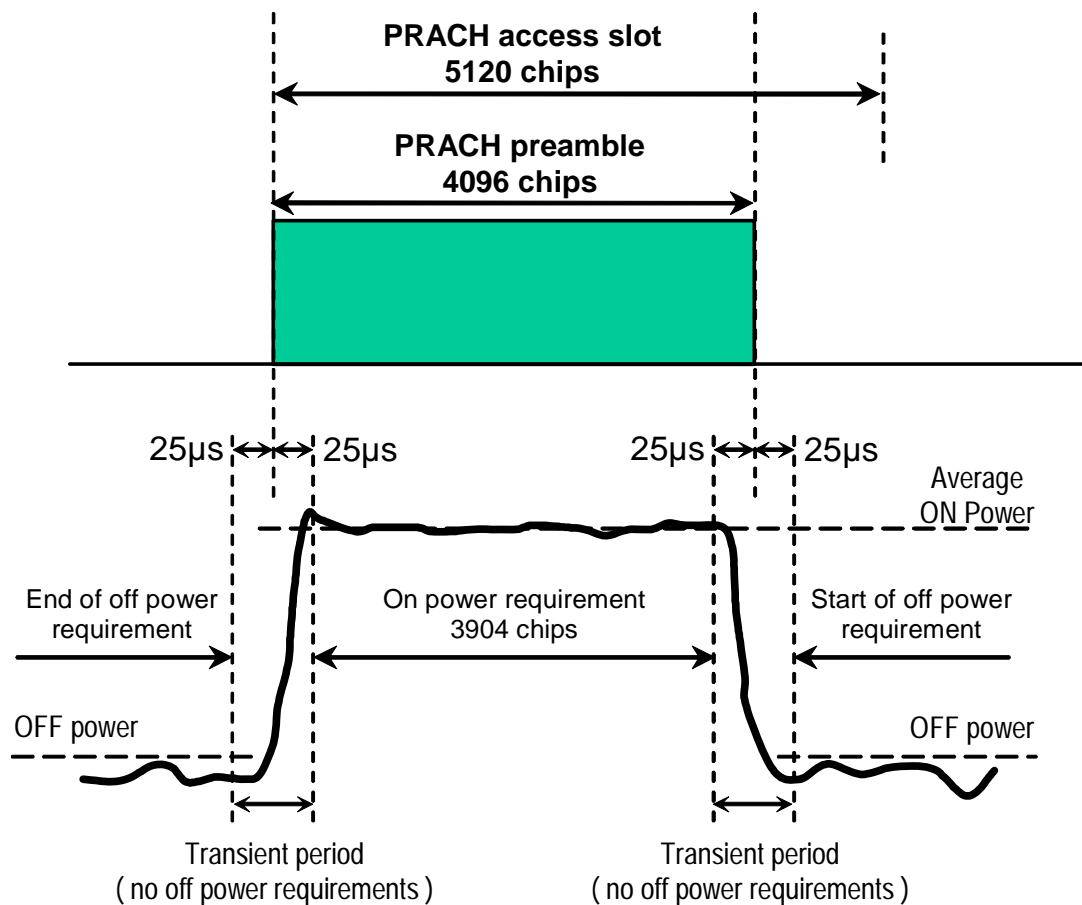 PRACH access slot
5120 chips
PRACH preamble
4096 chips
25µs
25µs
25µs
25µs
Average
ON Power
End of off power
requirement
On power requirement
3904 chips
Start of off power
requirement
OFF power
OFF power
Transient period
( no off power requirements )
Transient period
( no off power requirements )